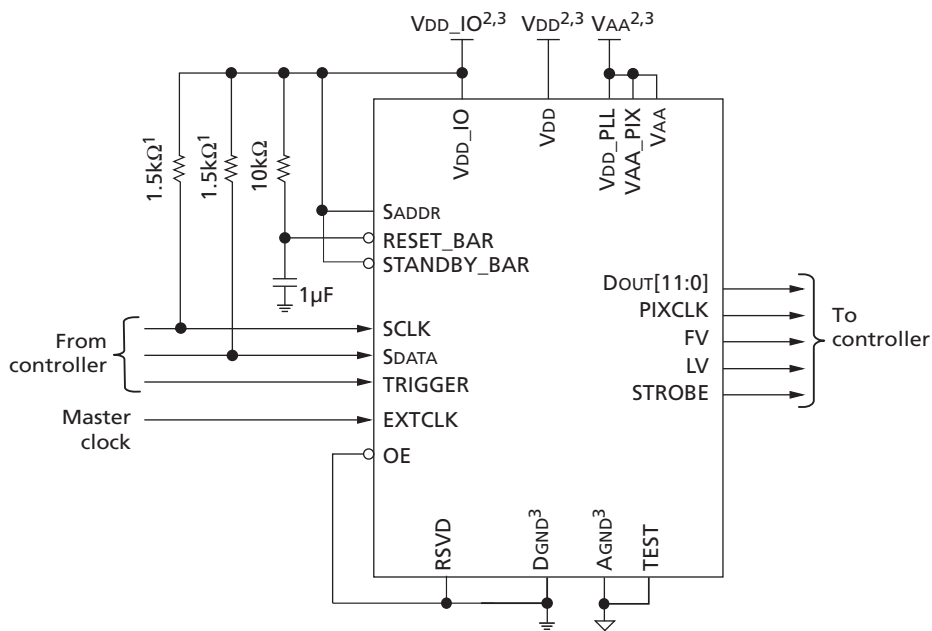 VDD_IO2,3 VDD2,3 VAA2,3
1.5kΩ1
1.5kΩ1
10kΩ
VDD_IO
VDD
VDD_PLL
VAA_PIX
VAA
SADDR
RESET_BAR
STANDBY_BAR
1µF
DOUT[11:0]
PIXCLK
FV
LV
STROBE
To
controller
From
controller
SCLK
SDATA
TRIGGER
Master
clock
EXTCLK
OE
RSVD
DGND3
AGND3
TEST